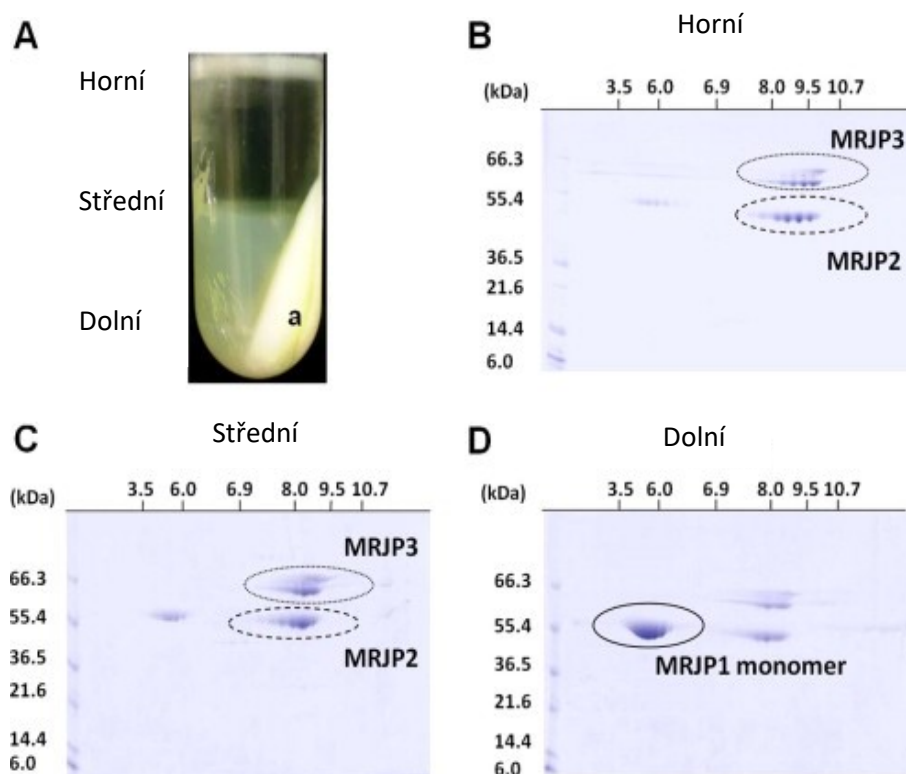 A
Horní
Střední
Dolní
a
B
Horní
(kDa)
3.5 6.0 6.9 8.0 9.5 10.7
66.3
55.4
36.5
21.6
14.4
6.0
MRJP3
MRJP2
C
Střední
(kDa)
3.5 6.0 6.9 8.0 9.5 10.7
66.3
55.4
36.5
21.6
14.4
6.0
MRJP3
MRJP2
D
Dolní
(kDa)
3.5 6.0 6.9 8.0 9.5 10.7
66.3
55.4
36.5
21.6
14.4
6.0
MRJP1 monomer